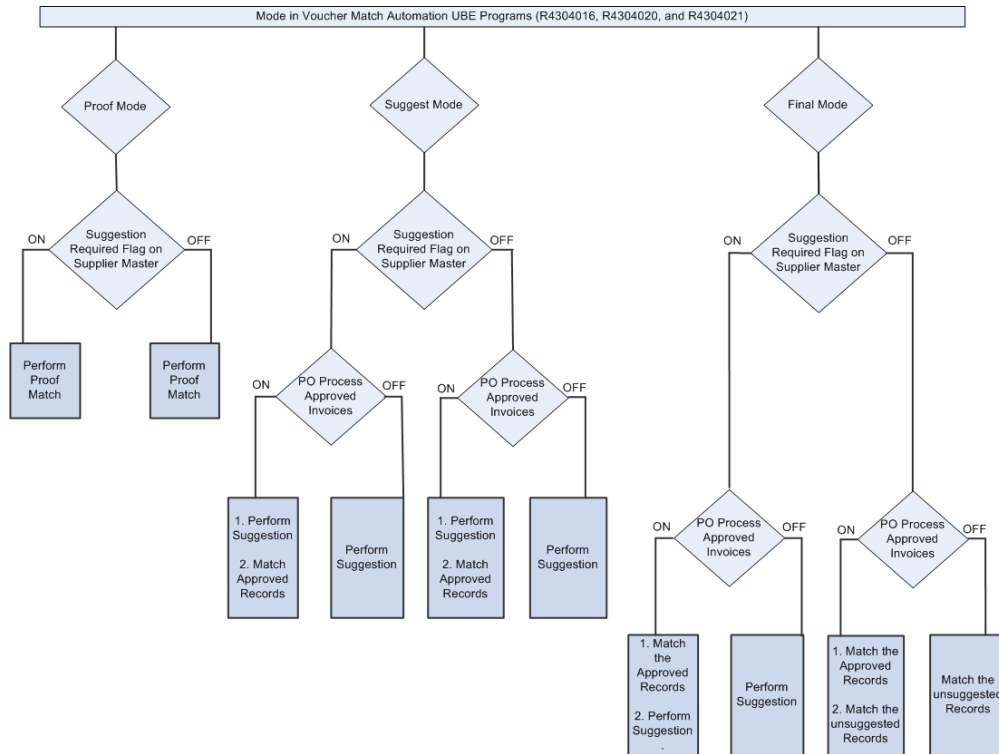 Mode in Voucher Match Automation UBE Programs (R4304016, R4304020, and R4304021)
Proof Mode
Suggest Mode
Final Mode
ON
Suggestion
Required Flag on
Supplier Master
OFF
ON
Suggestion
Required Flag on
Supplier Master
OFF
ON
Suggestion
Required Flag on
Supplier Master
OFF
Perform
Proof
Match
Perform
Proof
Match
ON
PO Process
Approved
Invoices
OFF
ON
PO Process
Approved
Invoices
OFF
1. Perform
Suggestion
2. Match
Approved
Records
Perform
Suggestion
1. Perform
Suggestion
2. Match
Approved
Records
Perform
Suggestion
ON
PO Process
Approved
Invoices
OFF
ON
PO Process
Approved
Invoices
OFF
1. Match
the
Approved
Records
2. Perform
Suggestion
.
Perform
Suggestion
1. Match the
Approved
Records
2. Match the
unsuggested
Records
Match the
unsuggested
Records